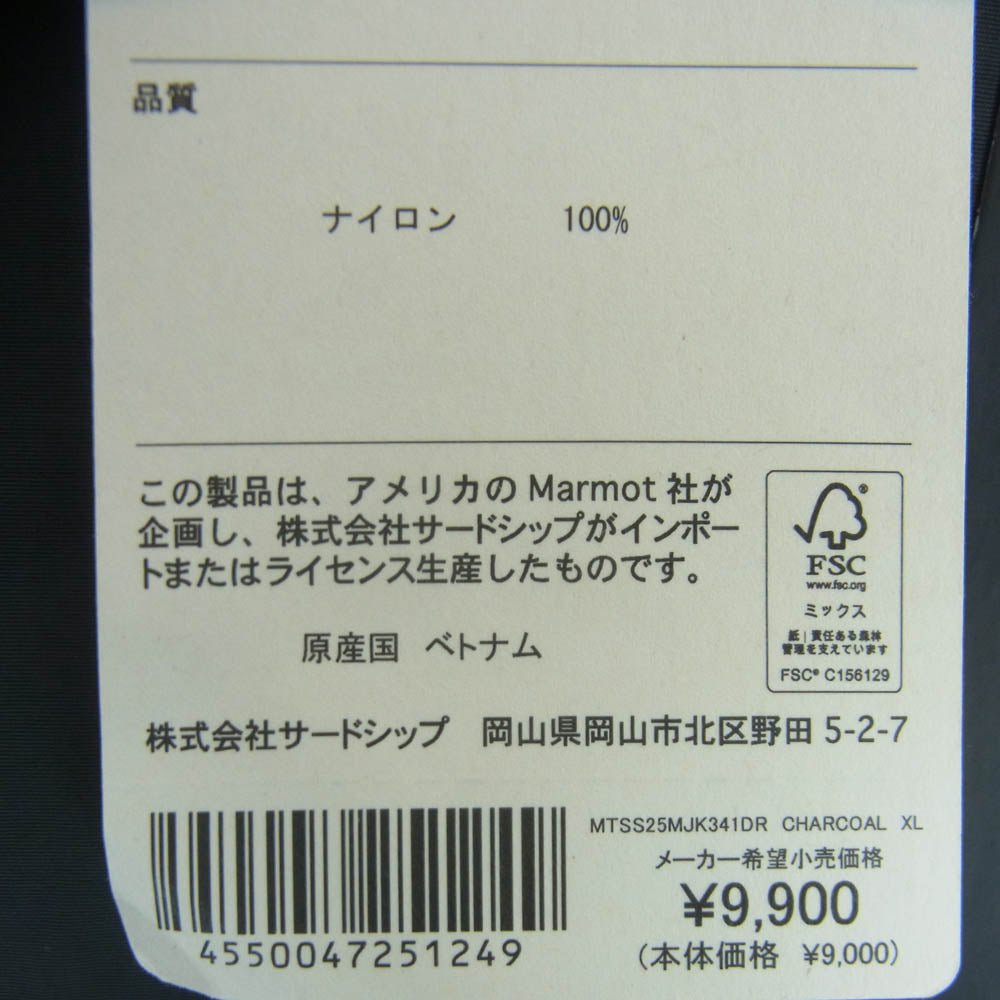 品質
ナイロン 100%
この製品は、アメリカの Marmot 社が
企画し、株式会社サードシップがインポー
トまたはライセンス生産したものです。
原産国 ベトナム
FSC
www.fsc.org
ミックス
紙|責任ある森林
管理を支えています
FSC® C156129
株式会社サードシップ 岡山県岡山市北区野田 5-2-7
MTSS25MJK341DR CHARCOAL XL
メーカー希望小売価格
¥9,900
(本体価格 ¥9,000)
4550047251249